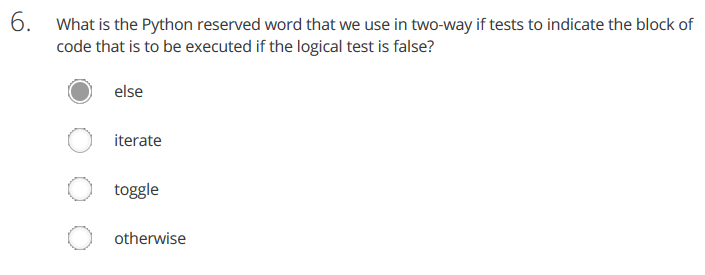 6. What is the Python reserved word that we use in two-way if tests to indicate the block of
code that is to be executed if the logical test is false?
else
iterate
toggle
otherwise